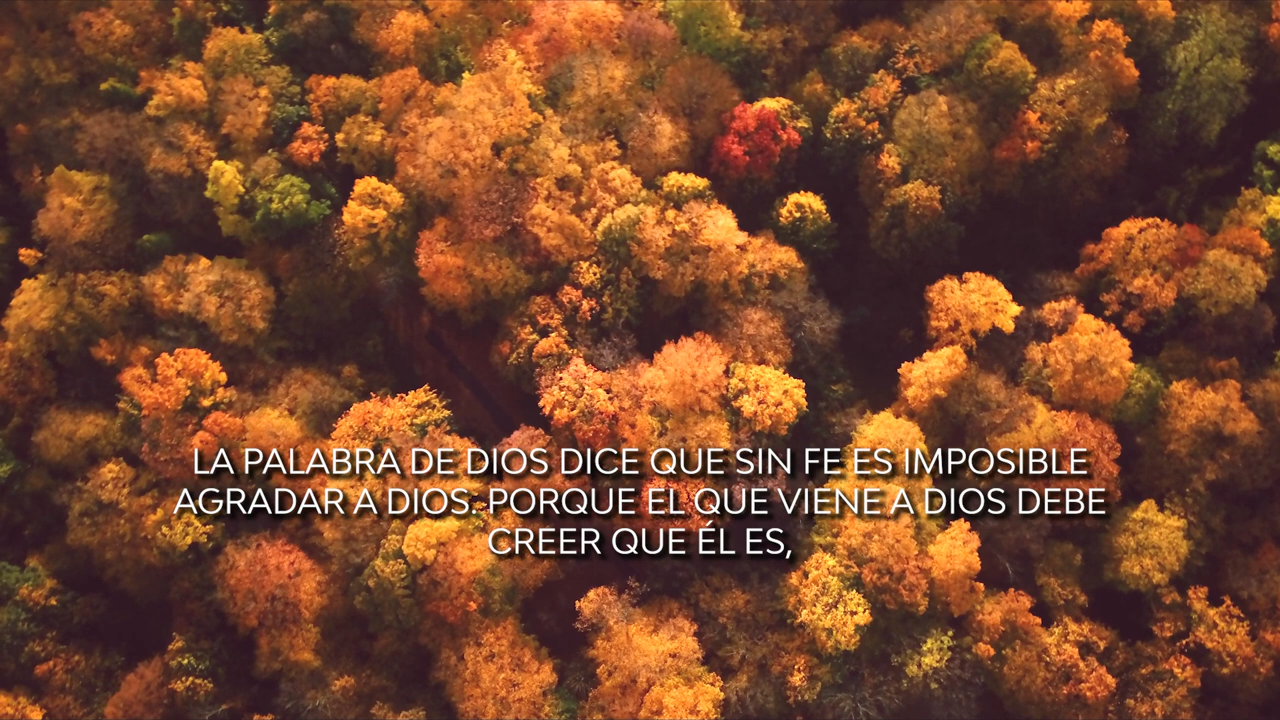 LA PALABRA DE DIOS DICE QUE SIN FE ES IMPOSIBLE
AGRADAR A DIOS. PORQUE EL QUE VIENE A DIOS DEBE
CREER QUE ÉL ES,